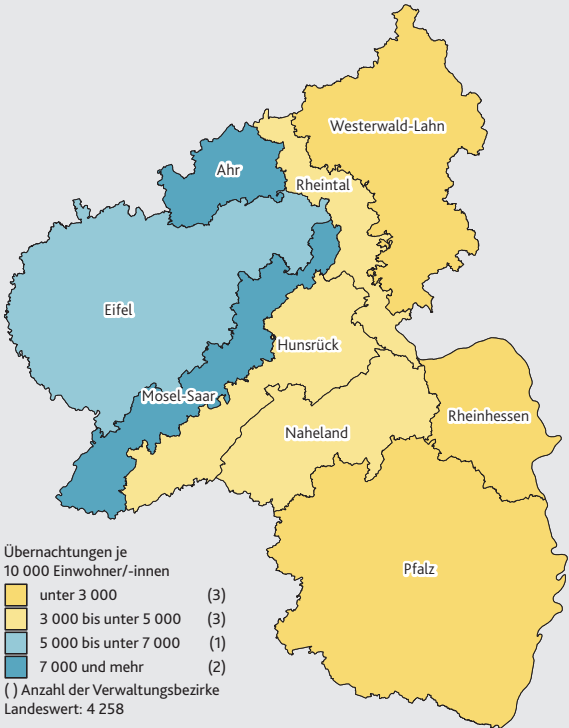 Westerwald-Lahn
Ahr
Rheintal
Eifel
Hunsrück
Mosel-Saar
Rheinhessen
Naheland
Pfalz
Übernachtungen je
10 000 Einwohner/-innen
unter 3 000 (3)
3 000 bis unter 5 000 (3)
5 000 bis unter 7 000 (1)
7 000 und mehr (2)
( ) Anzahl der Verwaltungsbezirke
Landeswert: 4 258